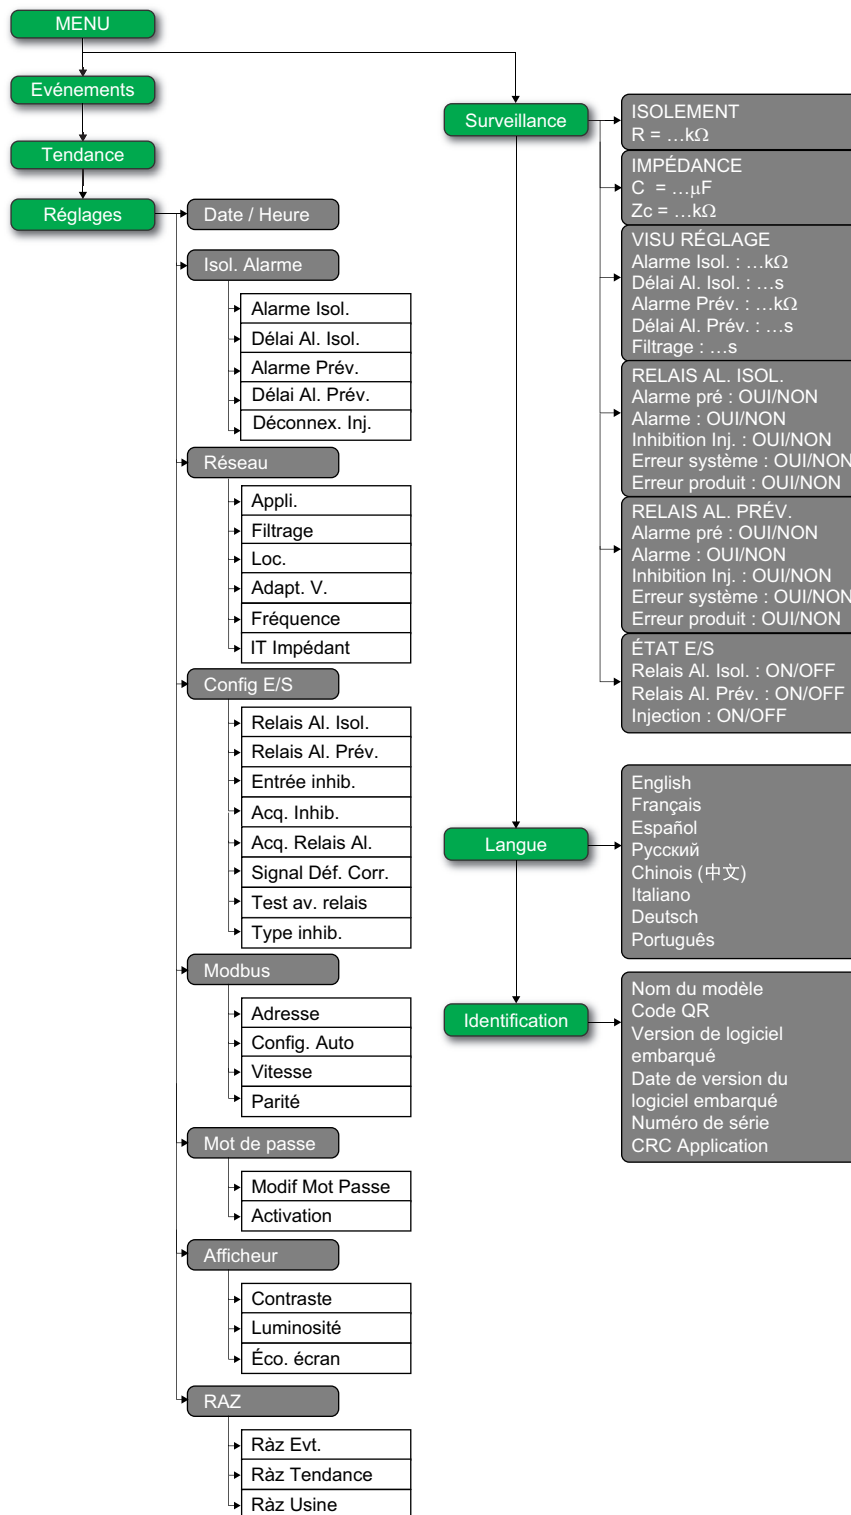 MENU
Evénements
Tendance
Réglages
Date / Heure
Isol. Alarme
Alarme Isol.
Délai Al. Isol.
Alarme Prév.
Délai Al. Prév.
Déconnex. Inj.
Réseau
Appli.
Filtrage
Loc.
Adapt. V.
Fréquence
IT Impédant
Config E/S
Relais Al. Isol.
Relais Al. Prév.
Entrée inhib.
Acq. Inhib.
Acq. Relais Al.
Signal Déf. Corr.
Test av. relais
Type inhib.
Modbus
Adresse
Config. Auto
Vitesse
Parité
Mot de passe
Modif Mot Passe
Activation
Afficheur
Contraste
Luminosité
Éco. écran
RAZ
Ràz Evt.
Ràz Tendance
Ràz Usine
Surveillance
ISOLEMENT
R = …kΩ
IMPÉDANCE
C = …µF
Zc = …kΩ
VISU RÉGLAGE
Alarme Isol. : …kΩ
Délai Al. Isol. : …s
Alarme Prév. : …kΩ
Délai Al. Prév. : …s
Filtrage : …s
RELAIS AL. ISOL.
Alarme pré : OUI/NON
Alarme : OUI/NON
Inhibition Inj. : OUI/NON
Erreur système : OUI/NON
Erreur produit : OUI/NON
RELAIS AL. PRÉV.
Alarme pré : OUI/NON
Alarme : OUI/NON
Inhibition Inj. : OUI/NON
Erreur système : OUI/NON
Erreur produit : OUI/NON
ÉTAT E/S
Relais Al. Isol. : ON/OFF
Relais Al. Prév. : ON/OFF
Injection : ON/OFF
Langue
English
Français
Español
Русский
Chinois (中文)
Italiano
Deutsch
Português
Identification
Nom du modèle
Code QR
Version de logiciel
embarqué
Date de version du
logiciel embarqué
Numéro de série
CRC Application